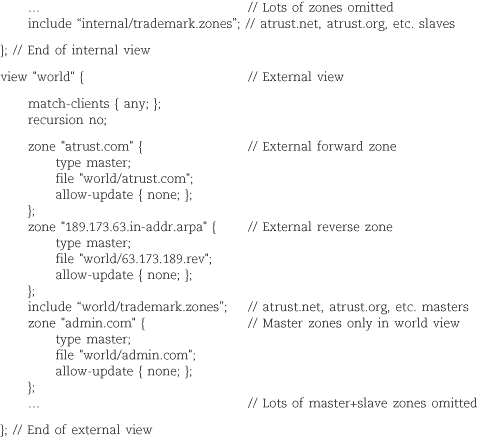 … // Lots of zones omitted
include “internal/trademark.zones”; // atrust.net, atrust.org, etc. slaves
}; // End of internal view
view "world" { // External view
match-clients { any; };
recursion no;
zone "atrust.com" { // External forward zone
type master;
file "world/atrust.com";
allow-update { none; };
};
zone "189.173.63.in-addr.arpa" { // External reverse zone
type master;
file "world/63.173.189.rev";
allow-update { none; };
};
include “world/trademark.zones”; // atrust.net, atrust.org, etc. masters
zone "admin.com" { // Master zones only in world view
type master;
file "world/admin.com";
allow-update { none; };
};
… // Lots of master+slave zones omitted
}; // End of external view